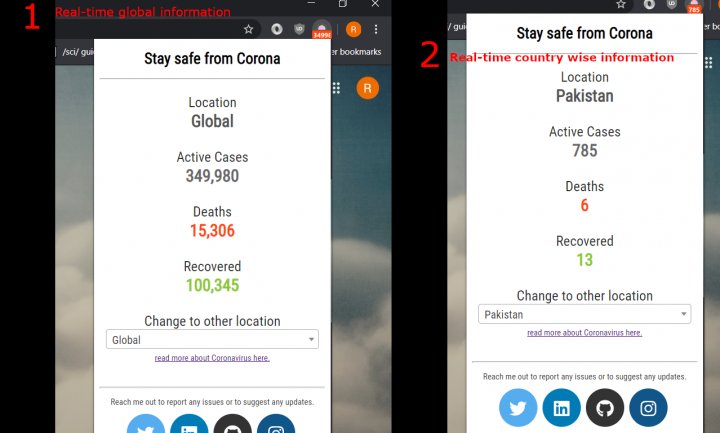 1 Real-time global information
34990
R
/sci/ gui
er bookmarks
R
Stay safe from Corona
Location
Global
Active Cases
349,980
Deaths
15,306
Recovered
100,345
Change to other location
Global
read more about Coronavirus here.
Reach me out to report any issues or to suggest any updates.
785
R
/ gui
er b
Stay safe from Corona
2 Real-time country wise information
Location
Pakistan
Active Cases
785
Deaths
6
Recovered
13
Change to other location
Pakistan
read more about Coronavirus here.
Reach me out to report any issues or to suggest any updates.
in